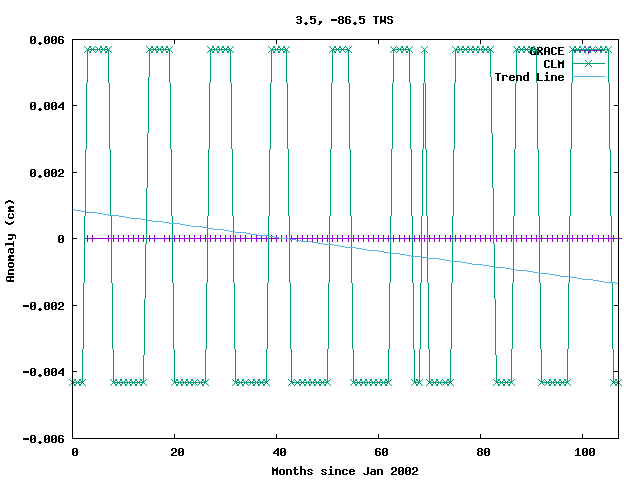 3.5, -86.5 TWS
0.006
0.004
0.002
0
-0.002
-0.004
-0.006
Anomaly (cm)
GRACE
CLM
Trend Line
0 20 40 60 80 100
Months since Jan 2002